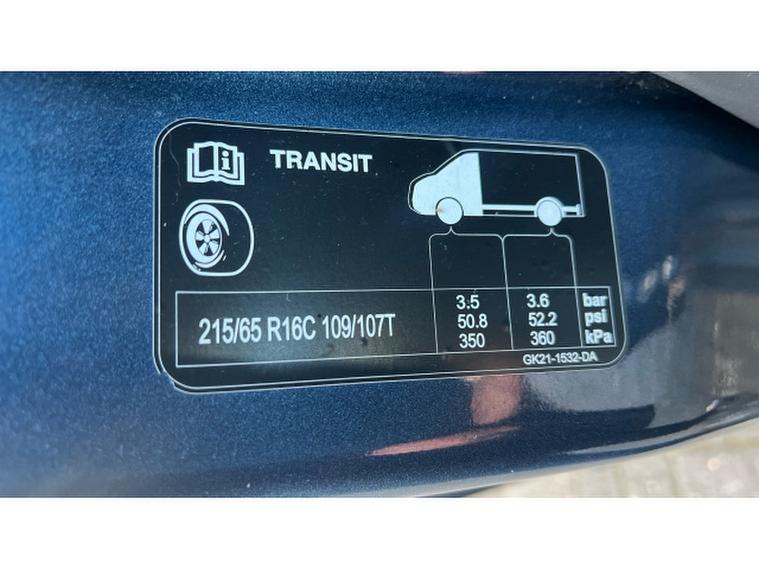 TRANSIT
3.5 3.6 bar
215/65 R16C 109/107T 50.8 52.2 psi
350 360 kPa
GK21-1532-DA